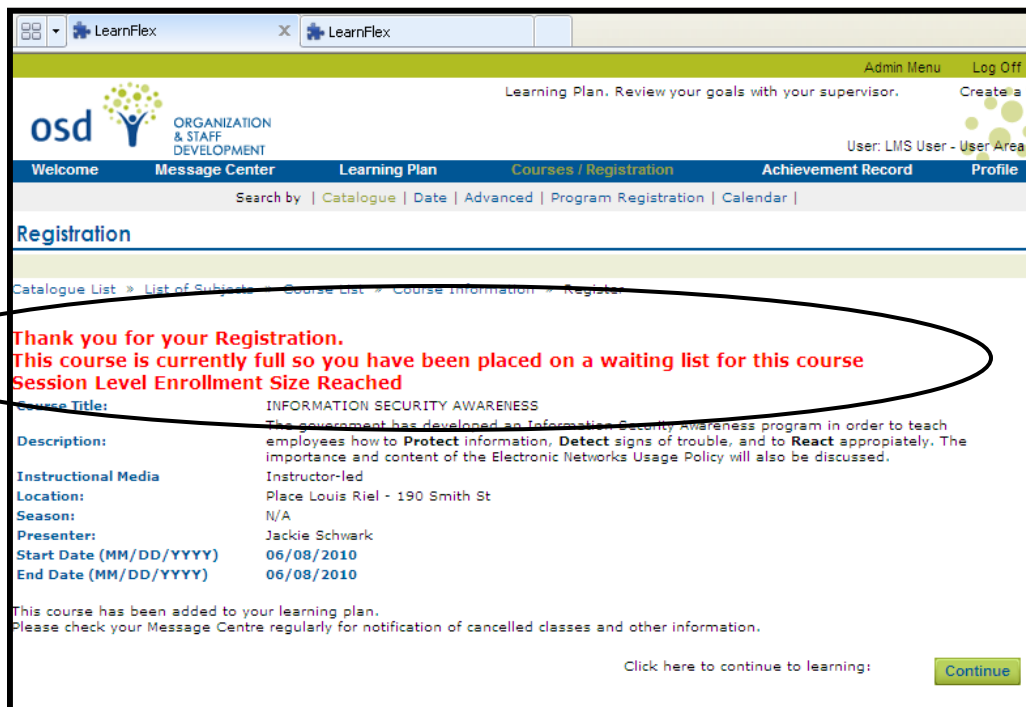 LearnFlex x LearnFlex
Admin Menu Log Off
Learning Plan. Review your goals with your supervisor. Create a
osd ORGANIZATION
& STAFF
DEVELOPMENT
User: LMS User - User Area
Welcome Message Center Learning Plan Courses / Registration Achievement Record Profile
Search by | Catalogue | Date | Advanced | Program Registration | Calendar |
Registration
Catalogue List » List of Subjects » Course List » Course Information » Register
Thank you for your Registration.
This course is currently full so you have been placed on a waiting list for this course
Session Level Enrollment Size Reached
Course Title: INFORMATION SECURITY AWARENESS
The government has developed an Information Security Awareness program in order to teach
Description: employees how to Protect information, Detect signs of trouble, and to React appropiately. The
importance and content of the Electronic Networks Usage Policy will also be discussed.
Instructional Media Instructor-led
Location: Place Louis Riel - 190 Smith St
Season: N/A
Presenter: Jackie Schwark
Start Date (MM/DD/YYYY) 06/08/2010
End Date (MM/DD/YYYY) 06/08/2010
This course has been added to your learning plan.
Please check your Message Centre regularly for notification of cancelled classes and other information.
Click here to continue to learning: Continue